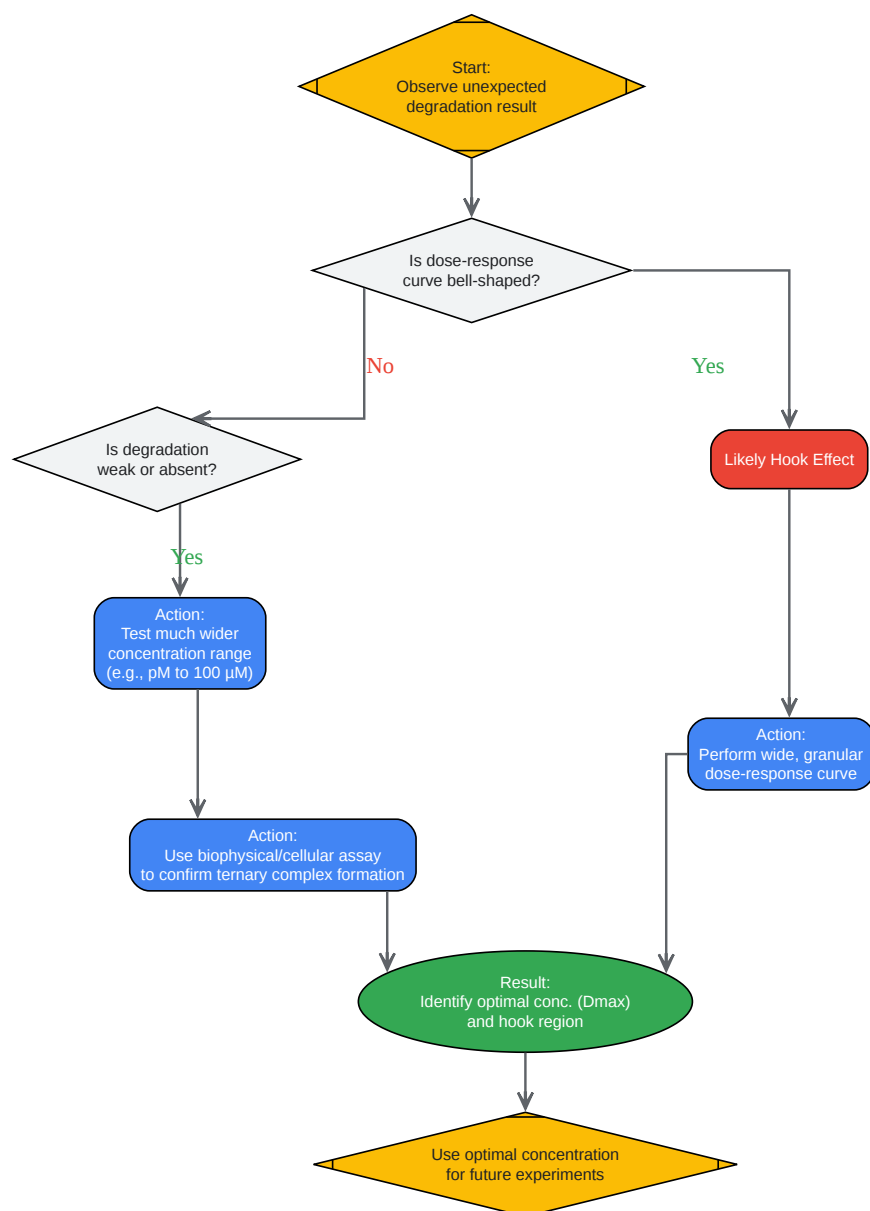 Start:
Observe unexpected
degradation result
Is dose-response
curve bell-shaped?
No
Yes
Is degradation
weak or absent?
Likely Hook Effect
Yes
Action:
Test much wider
concentration range
(e.g., pM to 100 µM)
Action:
Perform wide, granular
dose-response curve
Action:
Use biophysical/cellular assay
to confirm ternary complex formation
Result:
Identify optimal conc. (Dmax)
and hook region
Use optimal concentration
for future experiments